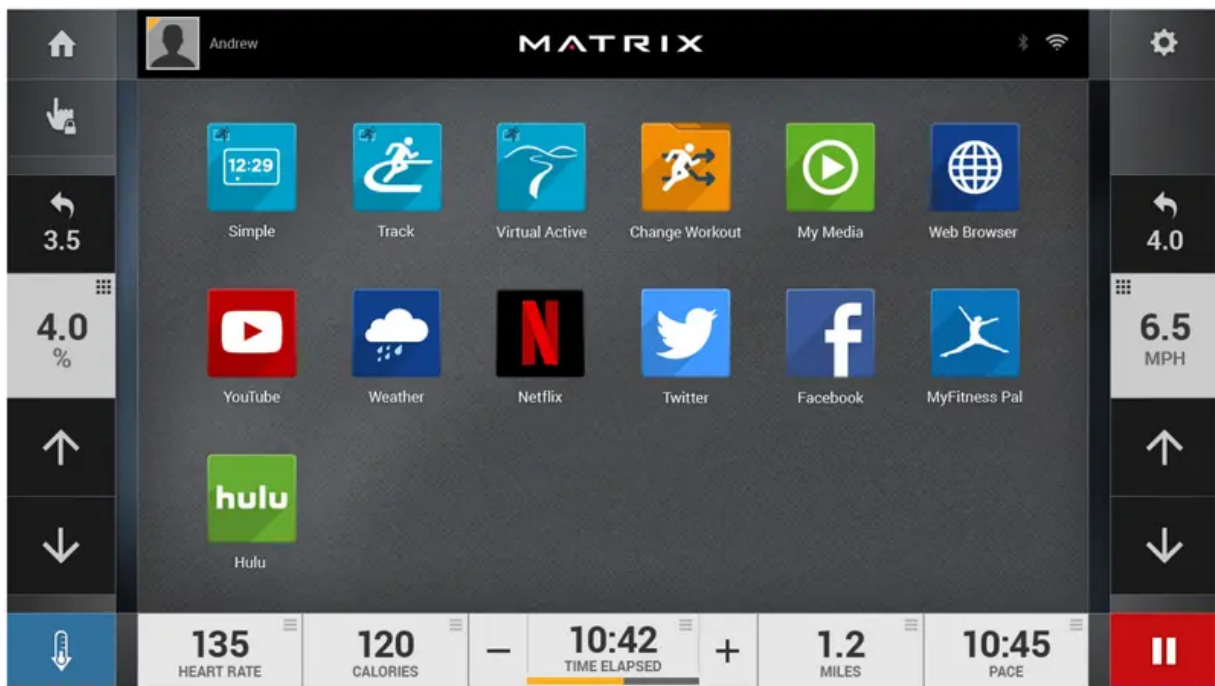 Andrew
MATRIX
12:29
Simple
Track
Virtual Active
Change Workout
My Media
Web Browser
3.5
4.0
4.0
%
6.5
MPH
YouTube
Weather
N
Netflix
Twitter
f
Facebook
MyFitness Pal
hulu
Hulu
135
HEART RATE
120
CALORIES
–
10:42
TIME ELAPSED
+
1.2
MILES
10:45
PACE